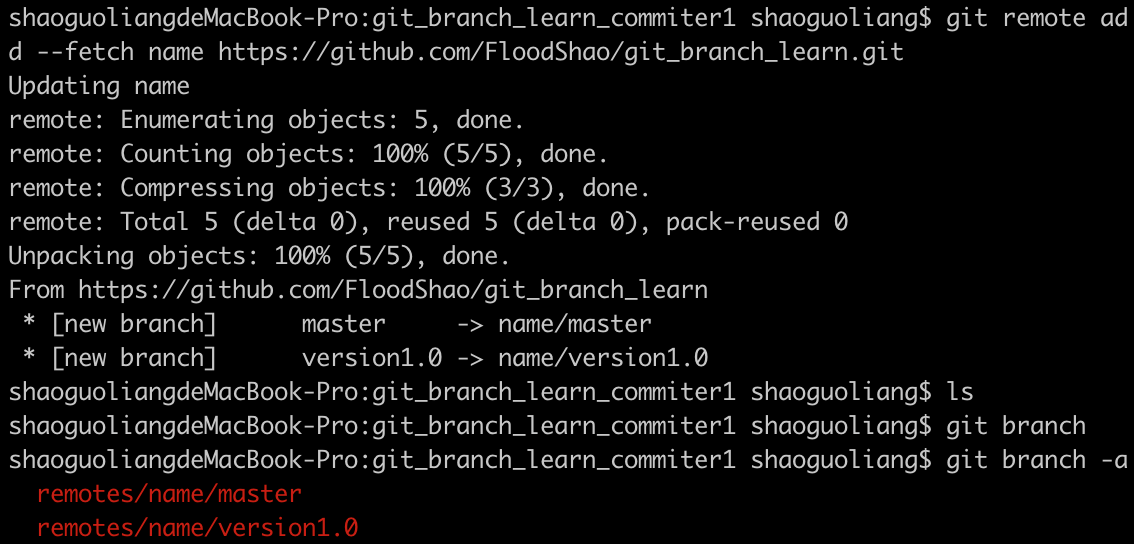 shaoguoliangdeMacBook-Pro:git_branch_learn_commiter1 shaoguoliang$ git remote ad
d --fetch name https://github.com/FloodShao/git_branch_learn.git
Updating name
remote: Enumerating objects: 5, done.
remote: Counting objects: 100% (5/5), done.
remote: Compressing objects: 100% (3/3), done.
remote: Total 5 (delta 0), reused 5 (delta 0), pack-reused 0
Unpacking objects: 100% (5/5), done.
From https://github.com/FloodShao/git_branch_learn
 * [new branch]      master     -> name/master
 * [new branch]      version1.0 -> name/version1.0
shaoguoliangdeMacBook-Pro:git_branch_learn_commiter1 shaoguoliang$ ls
shaoguoliangdeMacBook-Pro:git_branch_learn_commiter1 shaoguoliang$ git branch
shaoguoliangdeMacBook-Pro:git_branch_learn_commiter1 shaoguoliang$ git branch -a
  remotes/name/master
  remotes/name/version1.0